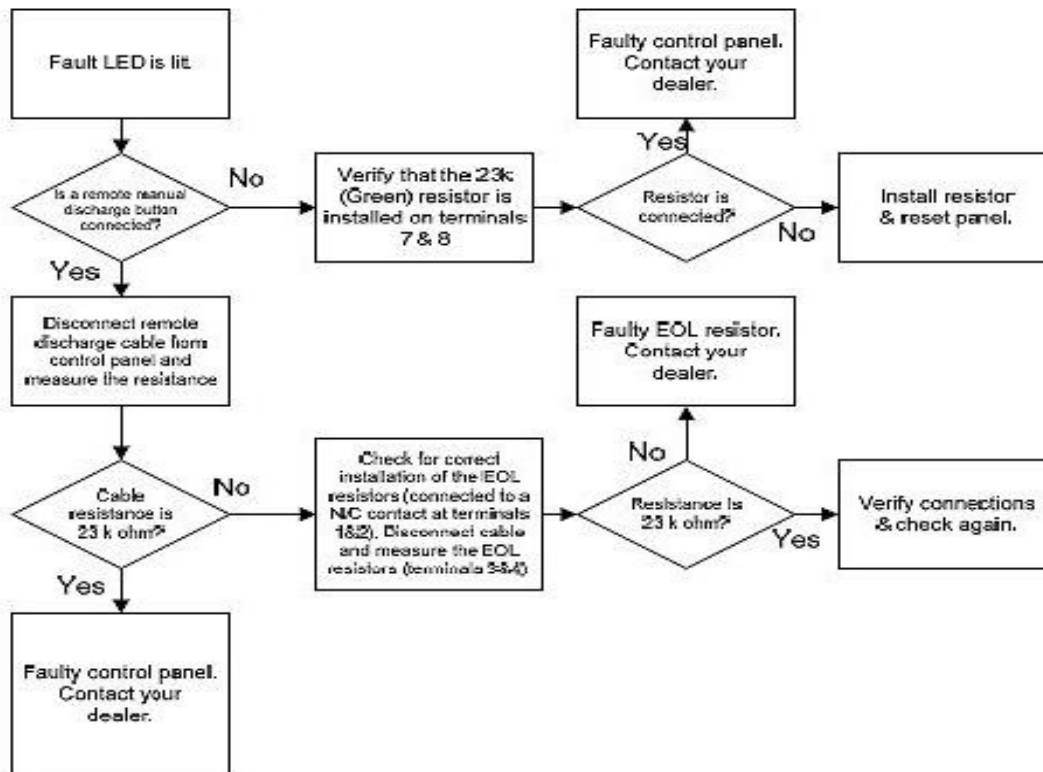 Fault LED is lit.
Faulty control panel.
Contact your
dealer.
Yes
No
Is a remote manual
discharge button
connected?
Verify that the 23k
(Green) resistor is
installed on terminals
7 & 8
Resistor is
connected?
Install resistor
& reset panel.
No
Yes
Disconnect remote
discharge cable from
control panel and
measure the resistance
Faulty EOL resistor.
Contact your
dealer.
No
No
Cable
resistance is
23 k ohm?
Check for correct
installation of the EOL
resistors (connected to a
N/C contact at terminals
1&2). Disconnect cable
and measure the EOL
resistors (terminals 3&4)
Resistance is
23 k ohm?
Verify connections
& check again.
Yes
Yes
Faulty control panel.
Contact your
dealer.